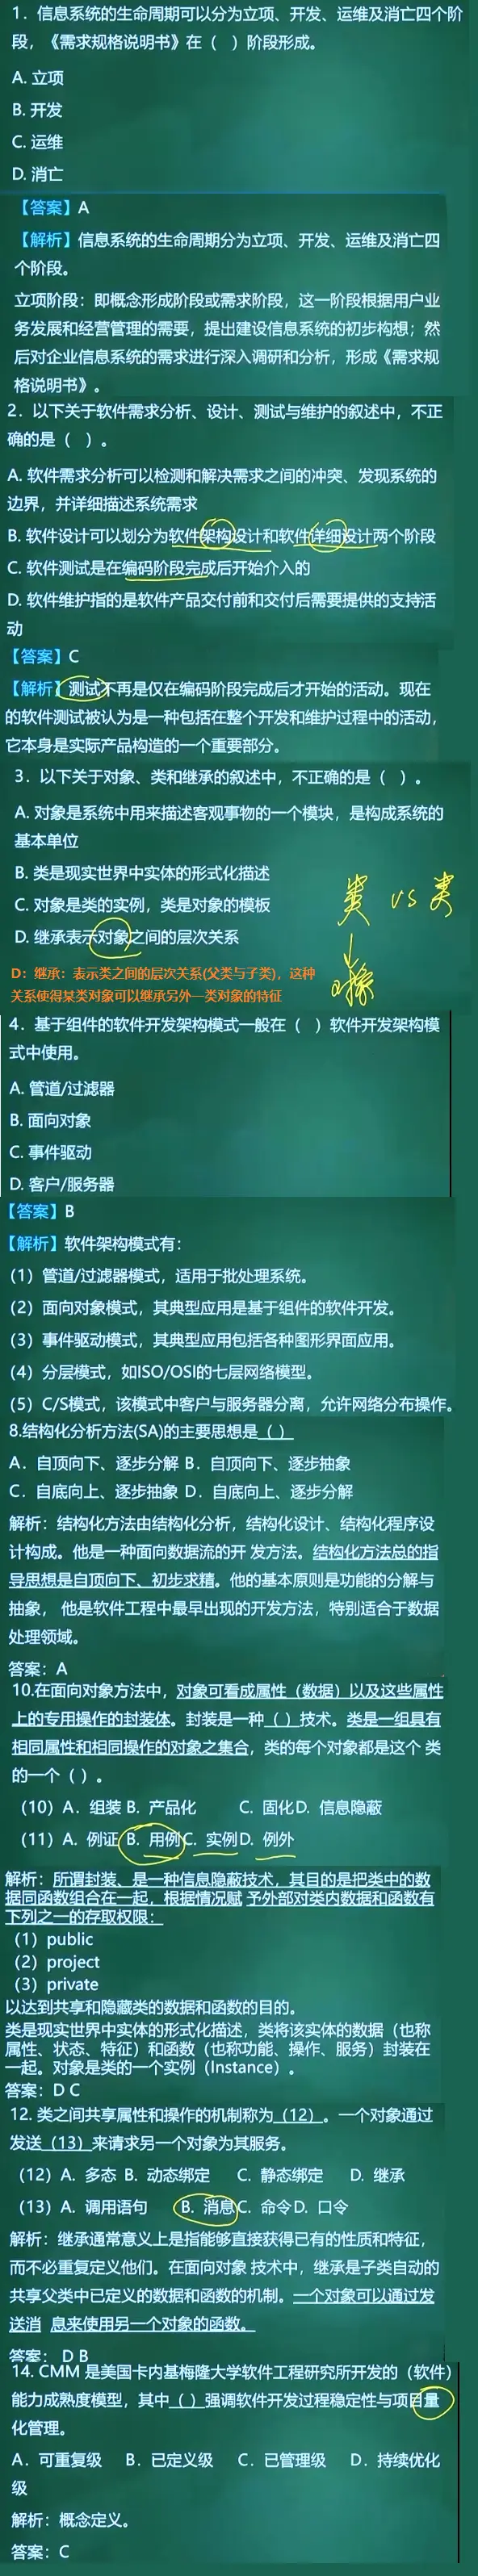 1. 信息系统的生命周期可以分为立项、开发、运维及消亡四个阶
段，《需求规格说明书》在（ ）阶段形成。
A. 立项
B. 开发
C. 运维
D. 消亡
【答案】A
【解析】信息系统的生命周期分为立项、开发、运维及消亡四
个阶段。
立项阶段：即概念形成阶段或需求阶段，这一阶段根据用户业
务发展和经营管理的需要，提出建设信息系统的初步构想；然
后对企业信息系统的需求进行深入调研和分析，形成《需求规
格说明书》。
2. 以下关于软件需求分析、设计、测试与维护的叙述中，不正
确的是（ ）。
A. 软件需求分析可以检测和解决需求之间的冲突、发现系统的
边界，并详细描述系统需求
B. 软件设计可以划分为软件架构设计和软件详细设计两个阶段
C. 软件测试是在编码阶段完成后开始介入的
D. 软件维护指的是软件产品交付前和交付后需要提供的支持活
动
【答案】C
【解析】测试不再是仅在编码阶段完成后才开始的活动。现在
的软件测试被认为是一种包括在整个开发和维护过程中的活动，
它本身是实际产品构造的一个重要部分。
3. 以下关于对象、类和继承的叙述中，不正确的是（ ）。
A. 对象是系统中用来描述客观事物的一个模块，是构成系统的
基本单位
B. 类是现实世界中实体的形式化描述
C. 对象是类的实例，类是对象的模板
D. 继承表示对象之间的层次关系
类 vs 类
D：继承：表示类之间的层次关系(父类与子类)，这种
关系使得某类对象可以继承另外一类对象的特征
4. 基于组件的软件开发架构模式一般在（ ）软件开发架构模
式中使用。
A. 管道/过滤器
B. 面向对象
C. 事件驱动
D. 客户/服务器
【答案】B
【解析】软件架构模式有：
（1）管道/过滤器模式，适用于批处理系统。
（2）面向对象模式，其典型应用是基于组件的软件开发。
（3）事件驱动模式，其典型应用包括各种图形界面应用。
（4）分层模式，如ISO/OSI的七层网络模型。
（5）C/S模式，该模式中客户与服务器分离，允许网络分布操作。
8.结构化分析方法(SA)的主要思想是（ ）
A. 自顶向下、逐步分解 B. 自顶向下、逐步抽象
C. 自底向上、逐步抽象 D. 自底向上、逐步分解
解析：结构化方法由结构化分析，结构化设计、结构化程序设
计构成。他是一种面向数据流的开 发方法。结构化方法总的指
导思想是自顶向下、初步求精。他的基本原则是功能的分解与
抽象， 他是软件工程中最早出现的开发方法，特别适合于数据
处理领域。
答案：A
10.在面向对象方法中，对象可看成属性（数据）以及这些属性
上的专用操作的封装体。封装是一种（ ）技术。类是一组具有
相同属性和相同操作的对象之集合，类的每个对象都是这个 类
的一个（ ）。
（10）A. 组装 B. 产品化 C. 固化D. 信息隐蔽
（11）A. 例证 B. 用例C. 实例D. 例外
解析：所谓封装、是一种信息隐蔽技术，其目的是把类中的数
据同函数组合在一起，根据情况赋 予外部对类内数据和函数有
下列之一的存取权限：
（1）public
（2）project
（3）private
以达到共享和隐藏类的数据和函数的目的。
类是现实世界中实体的形式化描述，类将该实体的数据（也称
属性、状态、特征）和函数（也称功能、操作、服务）封装在
一起。对象是类的一个实例（Instance）。
答案：D C
12. 类之间共享属性和操作的机制称为（12）。一个对象通过
发送（13）来请求另一个对象为其服务。
（12）A. 多态 B. 动态绑定 C. 静态绑定 D. 继承
（13）A. 调用语句 B. 消息C. 命令D. 口令
解析：继承通常意义上是指能够直接获得已有的性质和特征，
而不必重复定义他们。在面向对象 技术中，继承是子类自动的
共享父类中已定义的数据和函数的机制。一个对象可以通过发
送消 息来使用另一个对象的函数。
答案： D B
14. CMM 是美国卡内基梅隆大学软件工程研究所开发的（软件）
能力成熟度模型，其中（ ）强调软件开发过程稳定性与项目量
化管理。
A. 可重复级 B. 已定义级 C. 已管理级 D. 持续优化
级
解析：概念定义。
答案：C